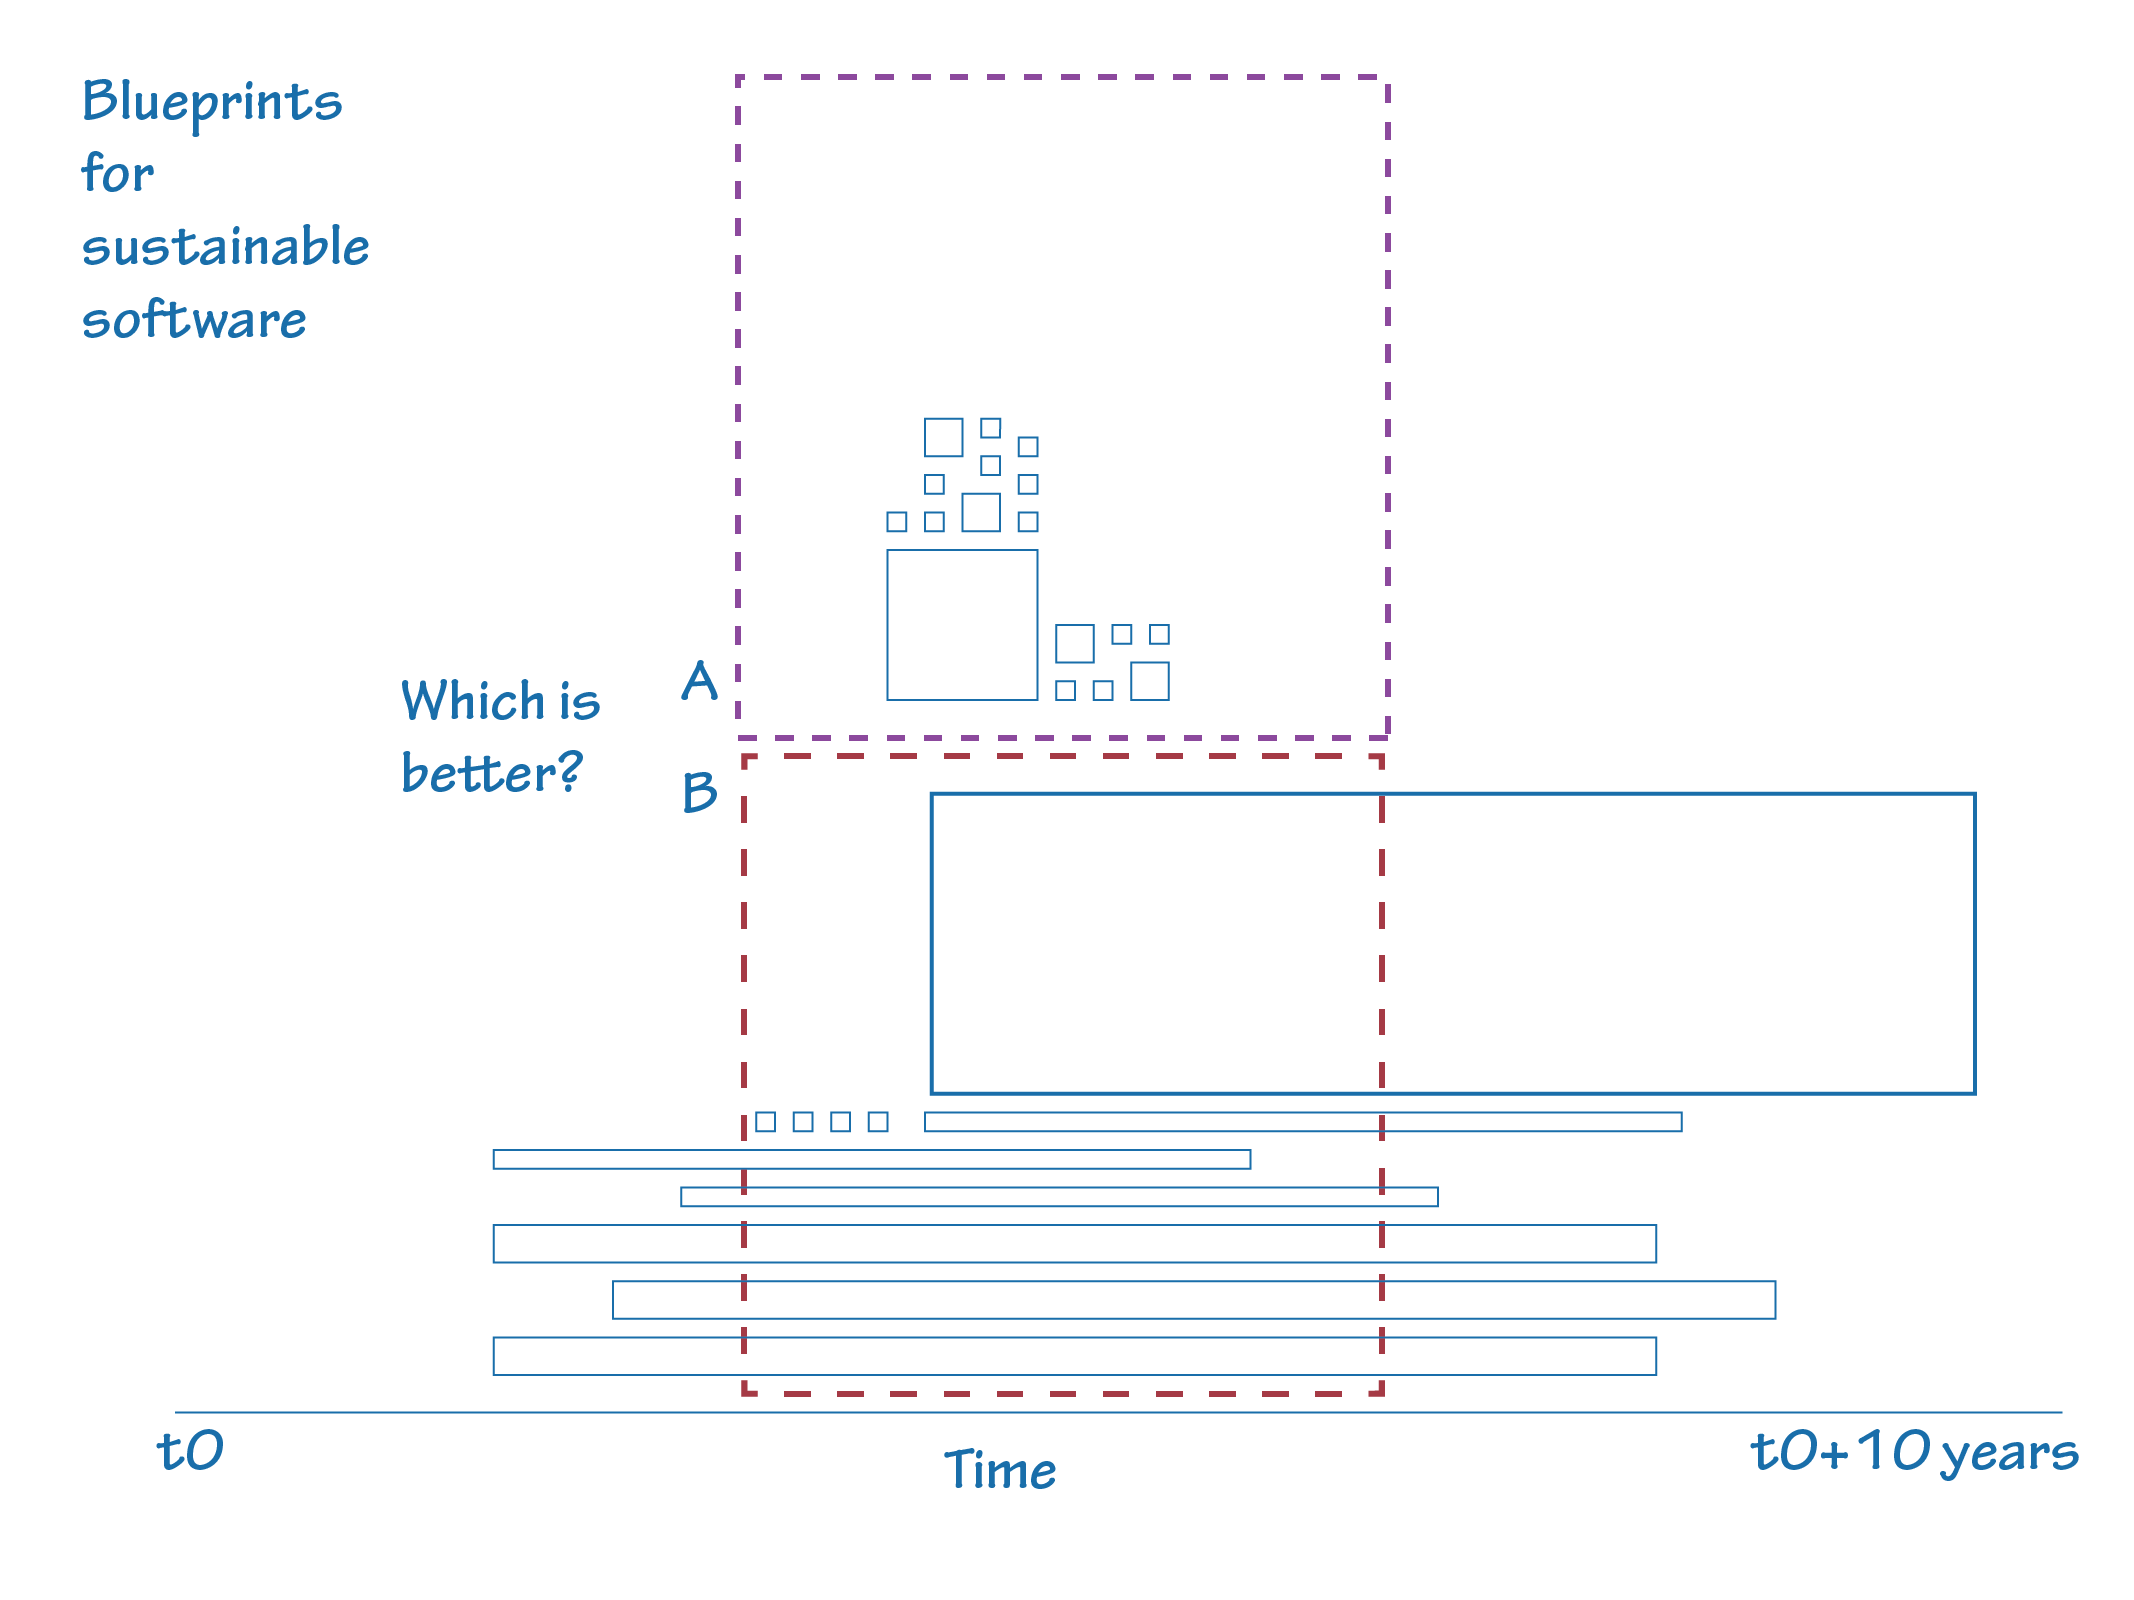 Blueprints
for
sustainable
software
Which is
better?
A
B
t0
Time
t0+10 years